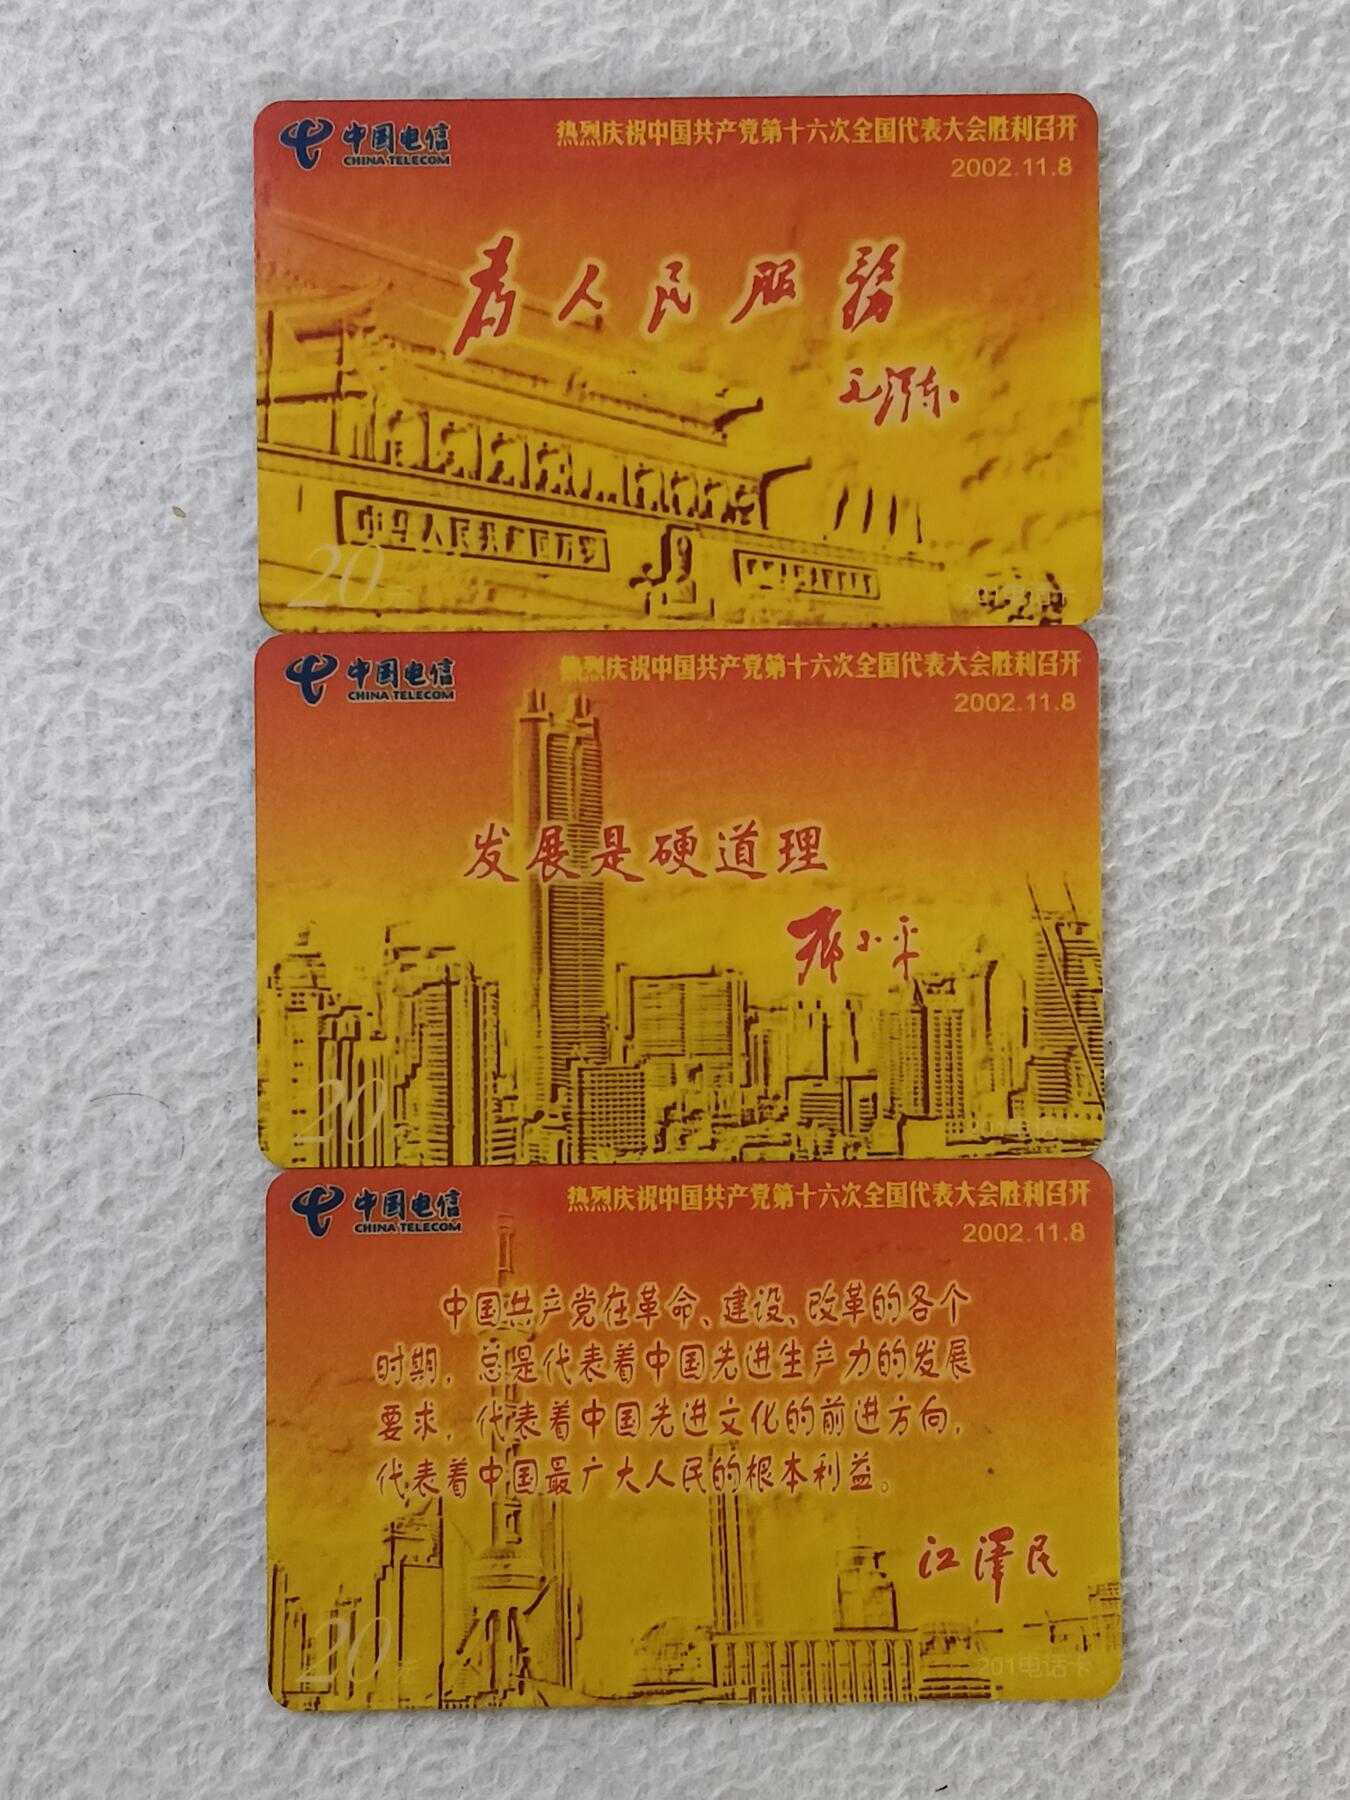 中国电信
CHINA TELECOM
热烈庆祝中国共产党第十六次全国代表大会胜利召开
2002.11.8
為人民服務
毛泽东
中华人民共和国万岁
20元
201电话卡
中国电信
CHINA TELECOM
热烈庆祝中国共产党第十六次全国代表大会胜利召开
2002.11.8
发展是硬道理
邓小平
20
201电话卡
中国电信
CHINA TELECOM
热烈庆祝中国共产党第十六次全国代表大会胜利召开
2002.11.8
中国共产党在革命、建设、改革的各个
时期,总是代表着中国先进生产力的发展
要求,代表着中国先进文化的前进方向,
代表着中国最广大人民的根本利益。
江泽民
20元
201电话卡